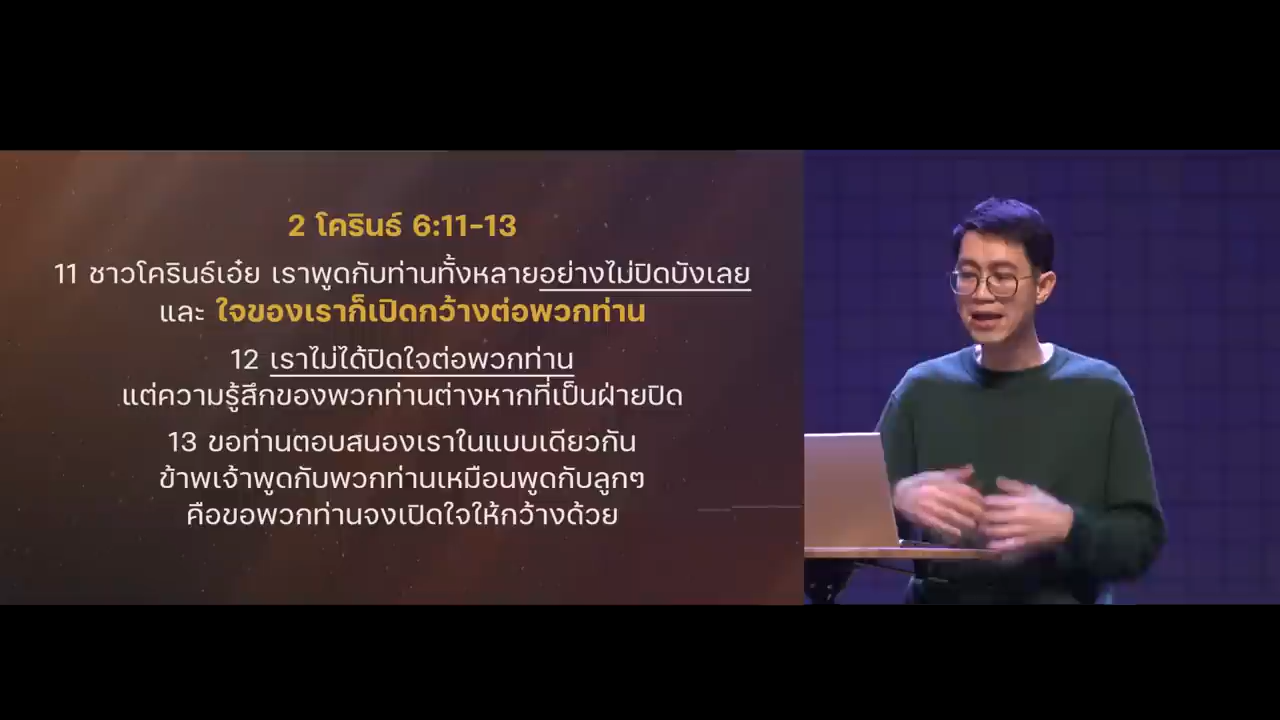 2 โครินธ์ 6:11-13
11 ชาวโครินธ์เอ๋ย เราพูดกับท่านทั้งหลายอย่างไม่ปิดบังเลย
และ ใจของเราก็เปิดกว้างต่อพวกท่าน
12 เราไม่ได้ปิดใจต่อพวกท่าน
แต่ความรู้สึกของพวกท่านต่างหากที่เป็นฝ่ายปิด
13 ขอท่านตอบสนองเราในแบบเดียวกัน
ข้าพเจ้าพูดกับพวกท่านเหมือนพูดกับลูกๆ
คือขอพวกท่านจงเปิดใจให้กว้างด้วย